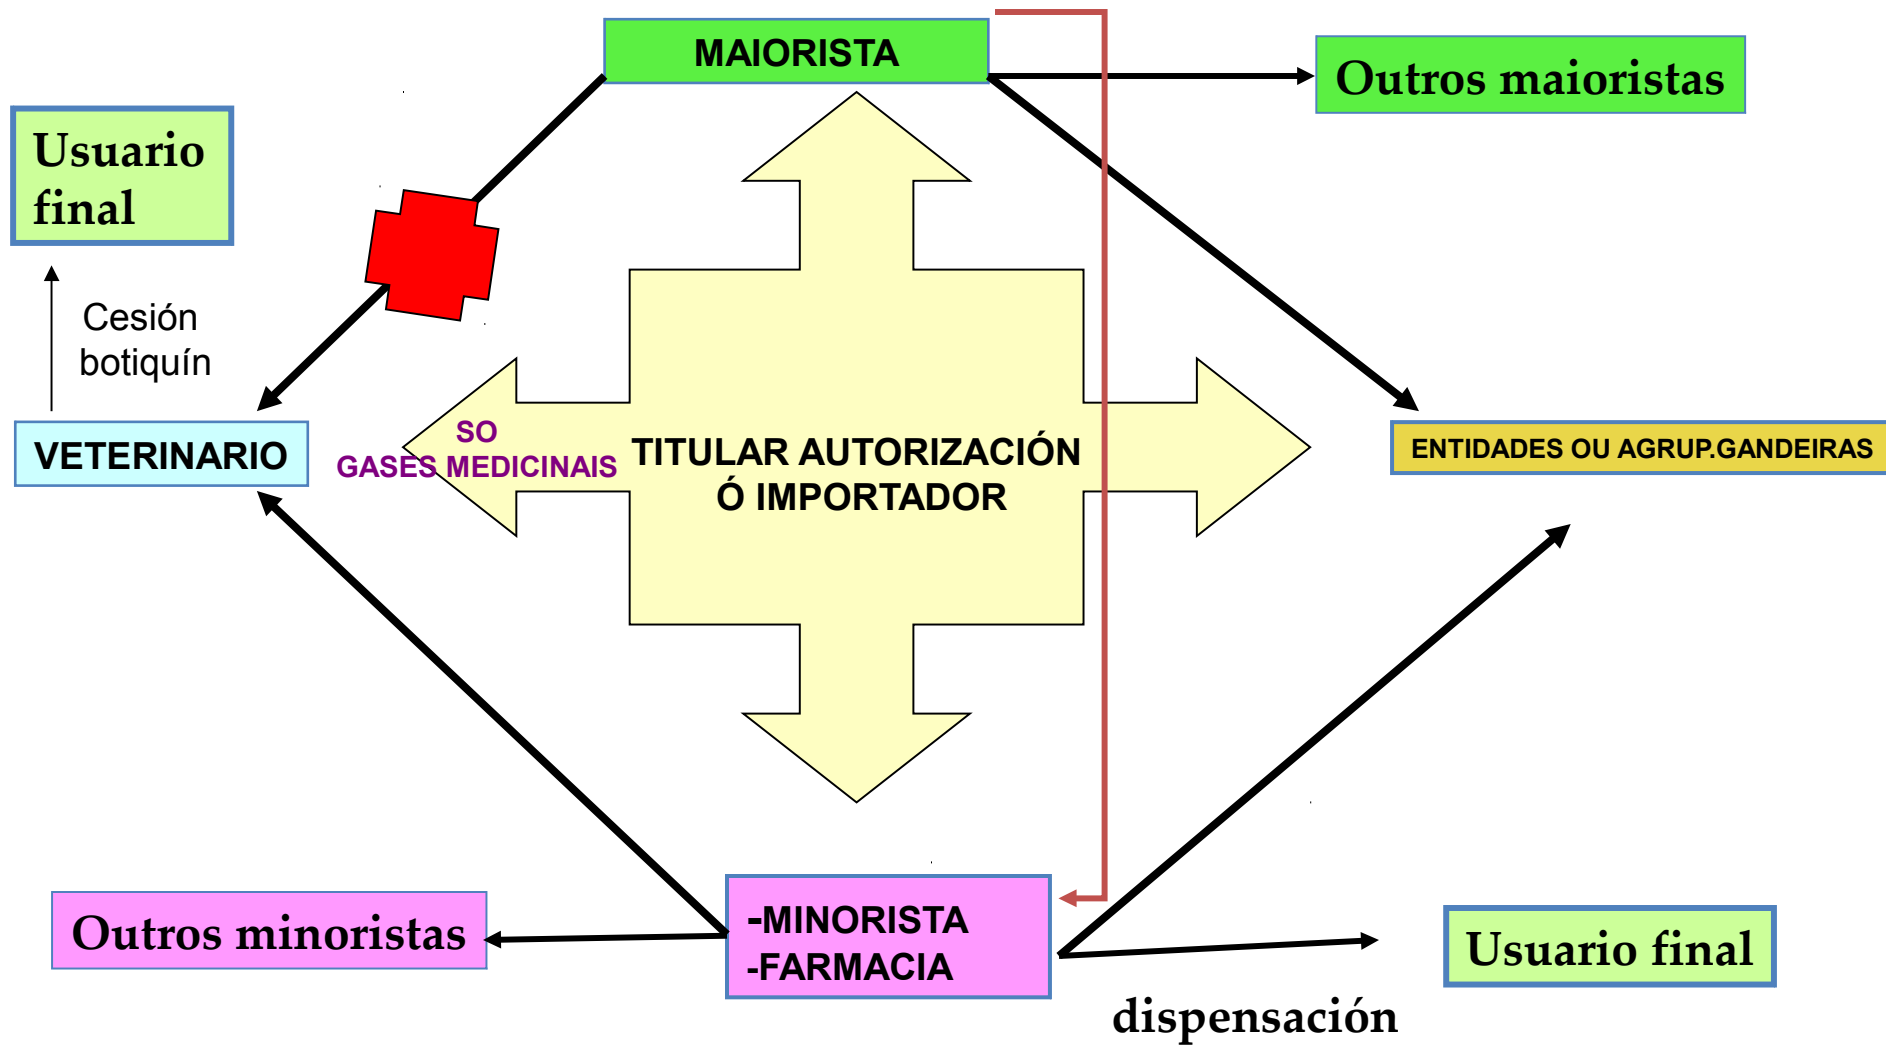 MAIORISTA
Outros maioristas
Usuario
final
Cesión
botiquín
VETERINARIO
SO
GASES MEDICINAIS
TITULAR AUTORIZACIÓN
Ó IMPORTADOR
ENTIDADES OU AGRUP.GANDEIRAS
Outros minoristas
-MINORISTA
-FARMACIA
Usuario final
dispensación